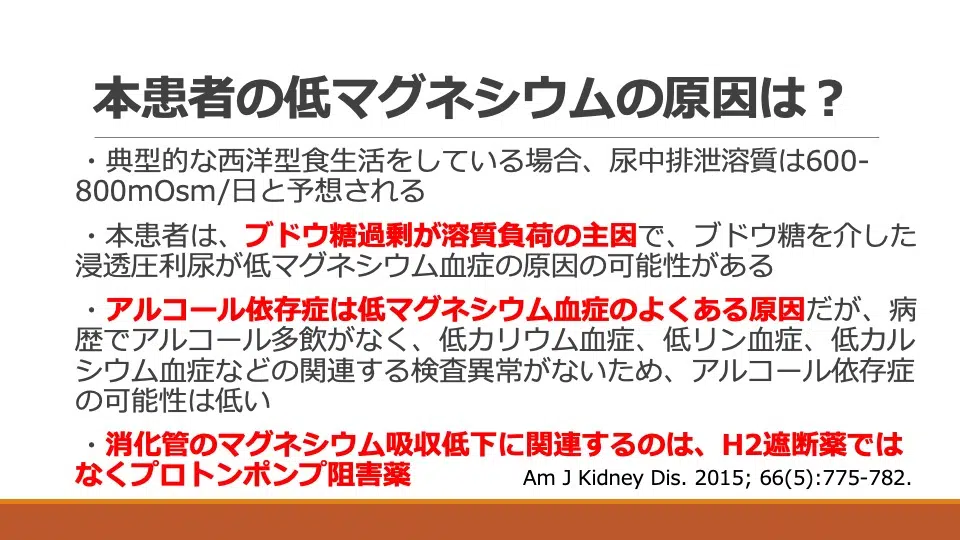 本患者の低マグネシウムの原因は？
・典型的な西洋型食生活をしている場合、尿中排泄溶質は600-
800mOsm/日と予想される
・本患者は、ブドウ糖過剰が溶質負荷の主因で、ブドウ糖を介した
浸透圧利尿が低マグネシウム血症の原因の可能性がある
・アルコール依存症は低マグネシウム血症のよくある原因だが、病
歴でアルコール多飲がなく、低カリウム血症、低リン血症、低カル
シウム血症などの関連する検査異常がないため、アルコール依存症
の可能性は低い
・消化管のマグネシウム吸収低下に関連するのは、H2遮断薬では
なくプロトンポンプ阻害薬
Am J Kidney Dis. 2015; 66(5):775-782.